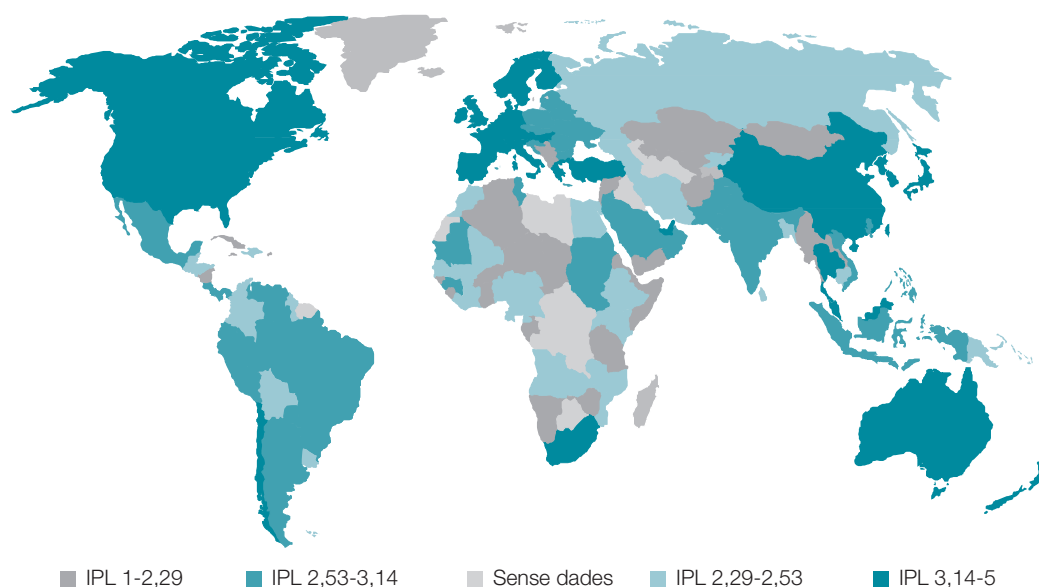 IPL 1-2,29
IPL 2,53-3,14
Sense dades
IPL 2,29-2,53
IPL 3,14-5